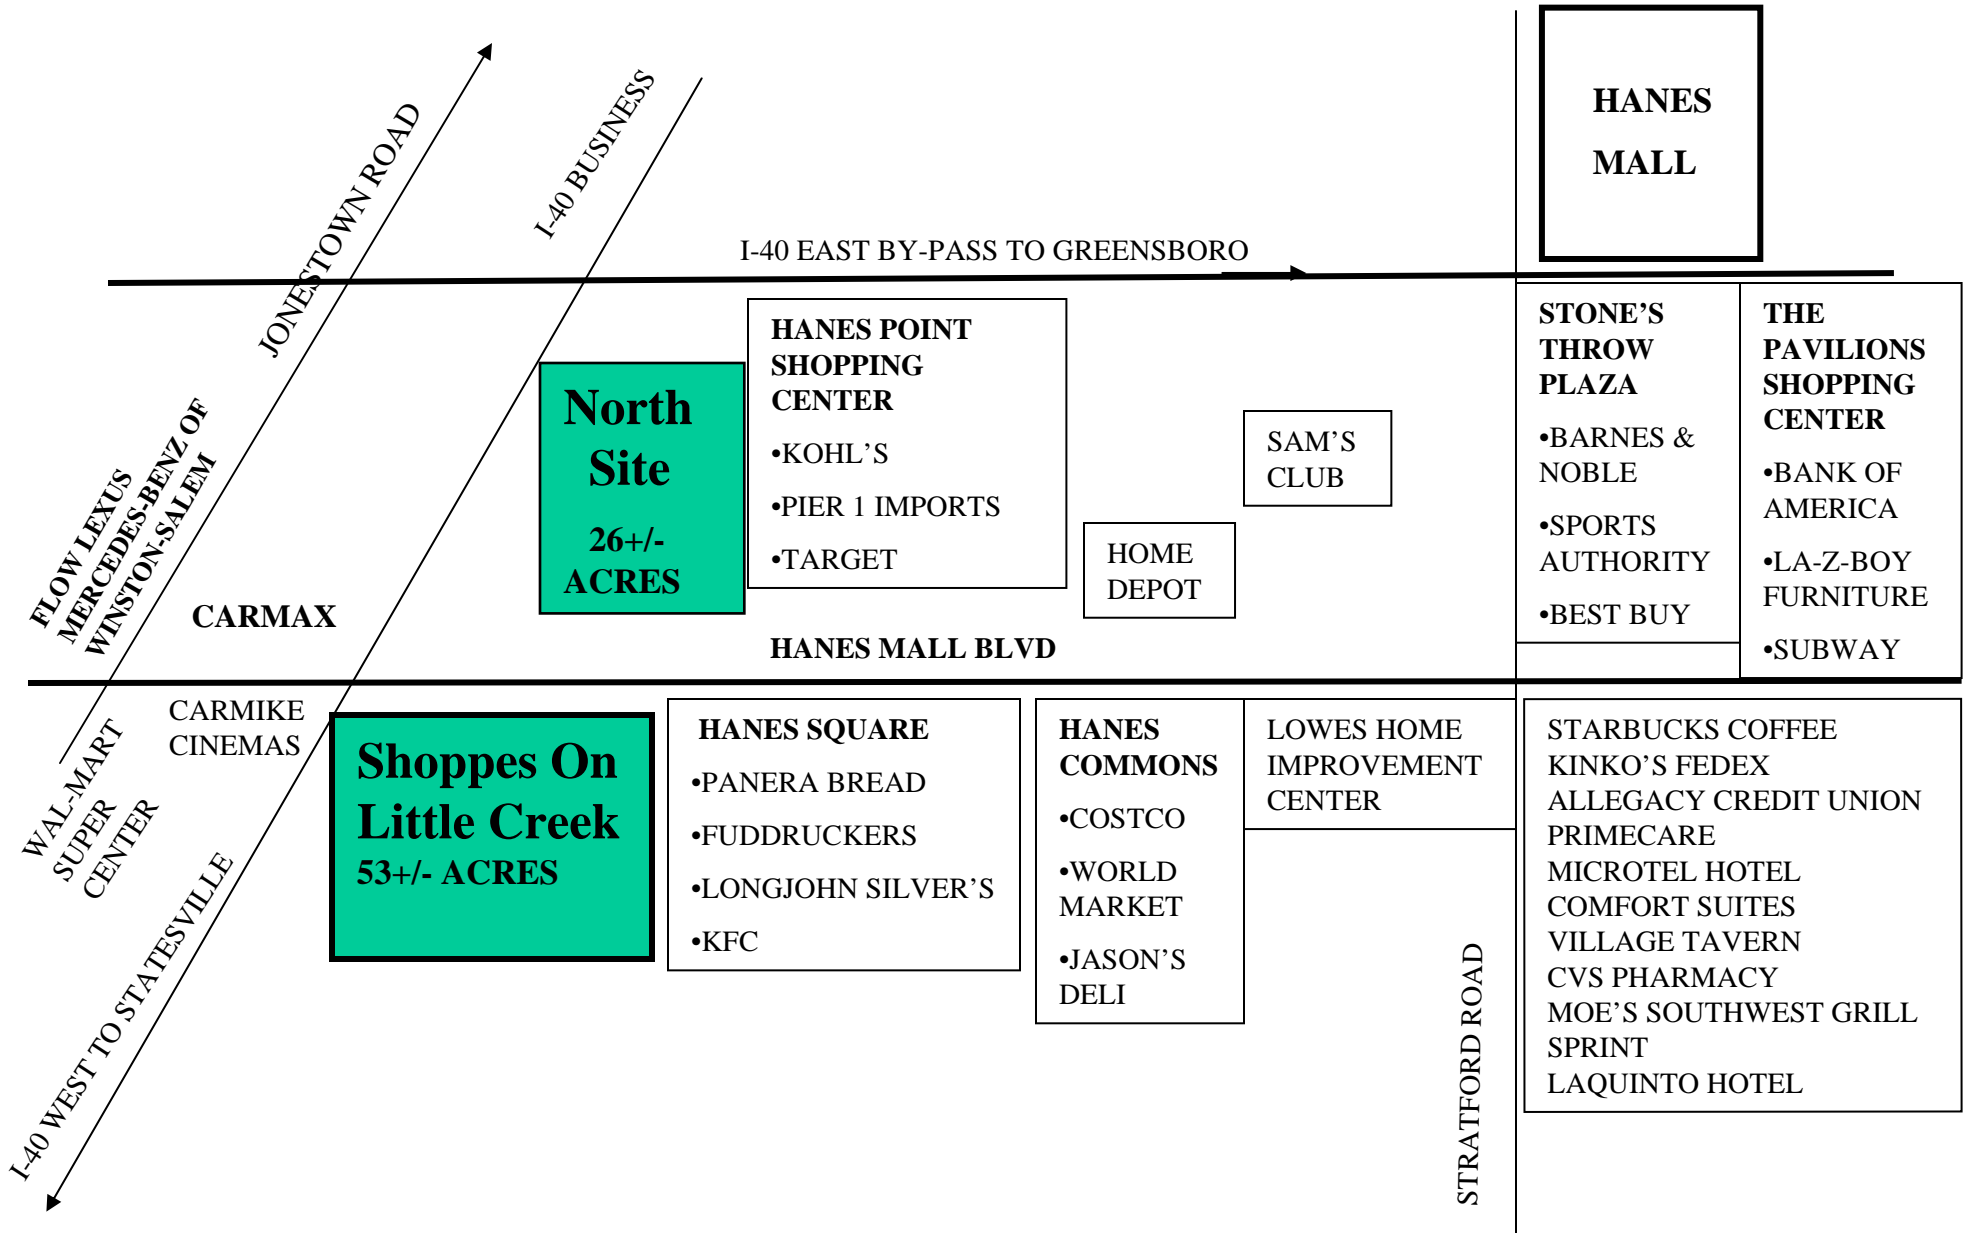 HANES
MALL
JONESTOWN ROAD
I-40 BUSINESS
I-40 EAST BY-PASS TO GREENSBORO
FLOW LEXUS
MERCEDES-BENZ OF
WINSTON-SALEM
CARMAX
North
Site
26+/-
ACRES
HANES POINT
SHOPPING
CENTER
•KOHL'S
•PIER 1 IMPORTS
•TARGET
HOME
DEPOT
SAM'S
CLUB
STONE'S
THROW
PLAZA
•BARNES &
NOBLE
•SPORTS
AUTHORITY
•BEST BUY
THE
PAVILIONS
SHOPPING
CENTER
•BANK OF
AMERICA
•LA-Z-BOY
FURNITURE
•SUBWAY
HANES MALL BLVD
WAL-MART
SUPER
CENTER
CARMIKE
CINEMAS
I-40 WEST TO STATESVILLE
Shoppes On
Little Creek
53+/- ACRES
HANES SQUARE
•PANERA BREAD
•FUDDRUCKERS
•LONGJOHN SILVER'S
•KFC
HANES
COMMONS
•COSTCO
•WORLD
MARKET
•JASON'S
DELI
LOWES HOME
IMPROVEMENT
CENTER
STRATFORD ROAD
STARBUCKS COFFEE
KINKO'S FEDEX
ALLEGACY CREDIT UNION
PRIMECARE
MICROTEL HOTEL
COMFORT SUITES
VILLAGE TAVERN
CVS PHARMACY
MOE'S SOUTHWEST GRILL
SPRINT
LAQUINTO HOTEL